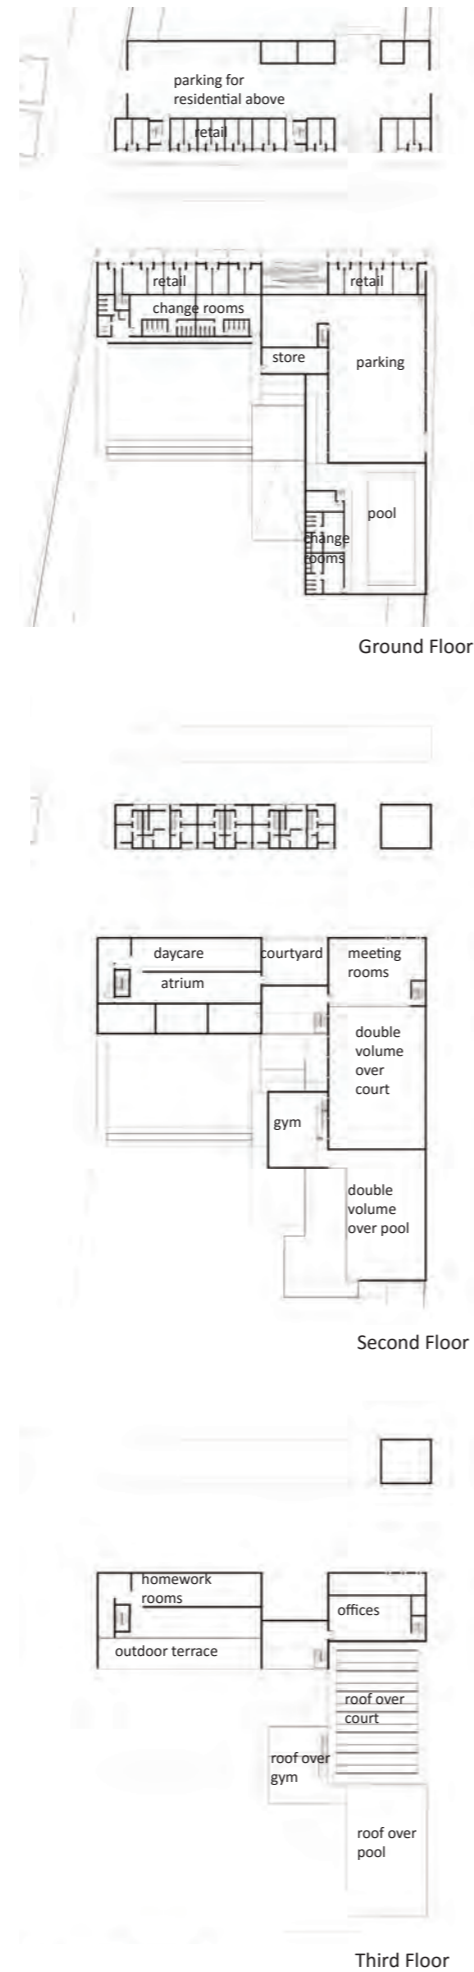 parking for
residential above
retail
retail
retail
change rooms
store
parking
pool
change
rooms
Ground Floor
daycare
courtyard
meeting
rooms
atrium
double
volume
over
court
gym
double
volume
over pool
Second Floor
homework
rooms
offices
outdoor terrace
roof over
court
roof over
gym
roof over
pool
Third Floor